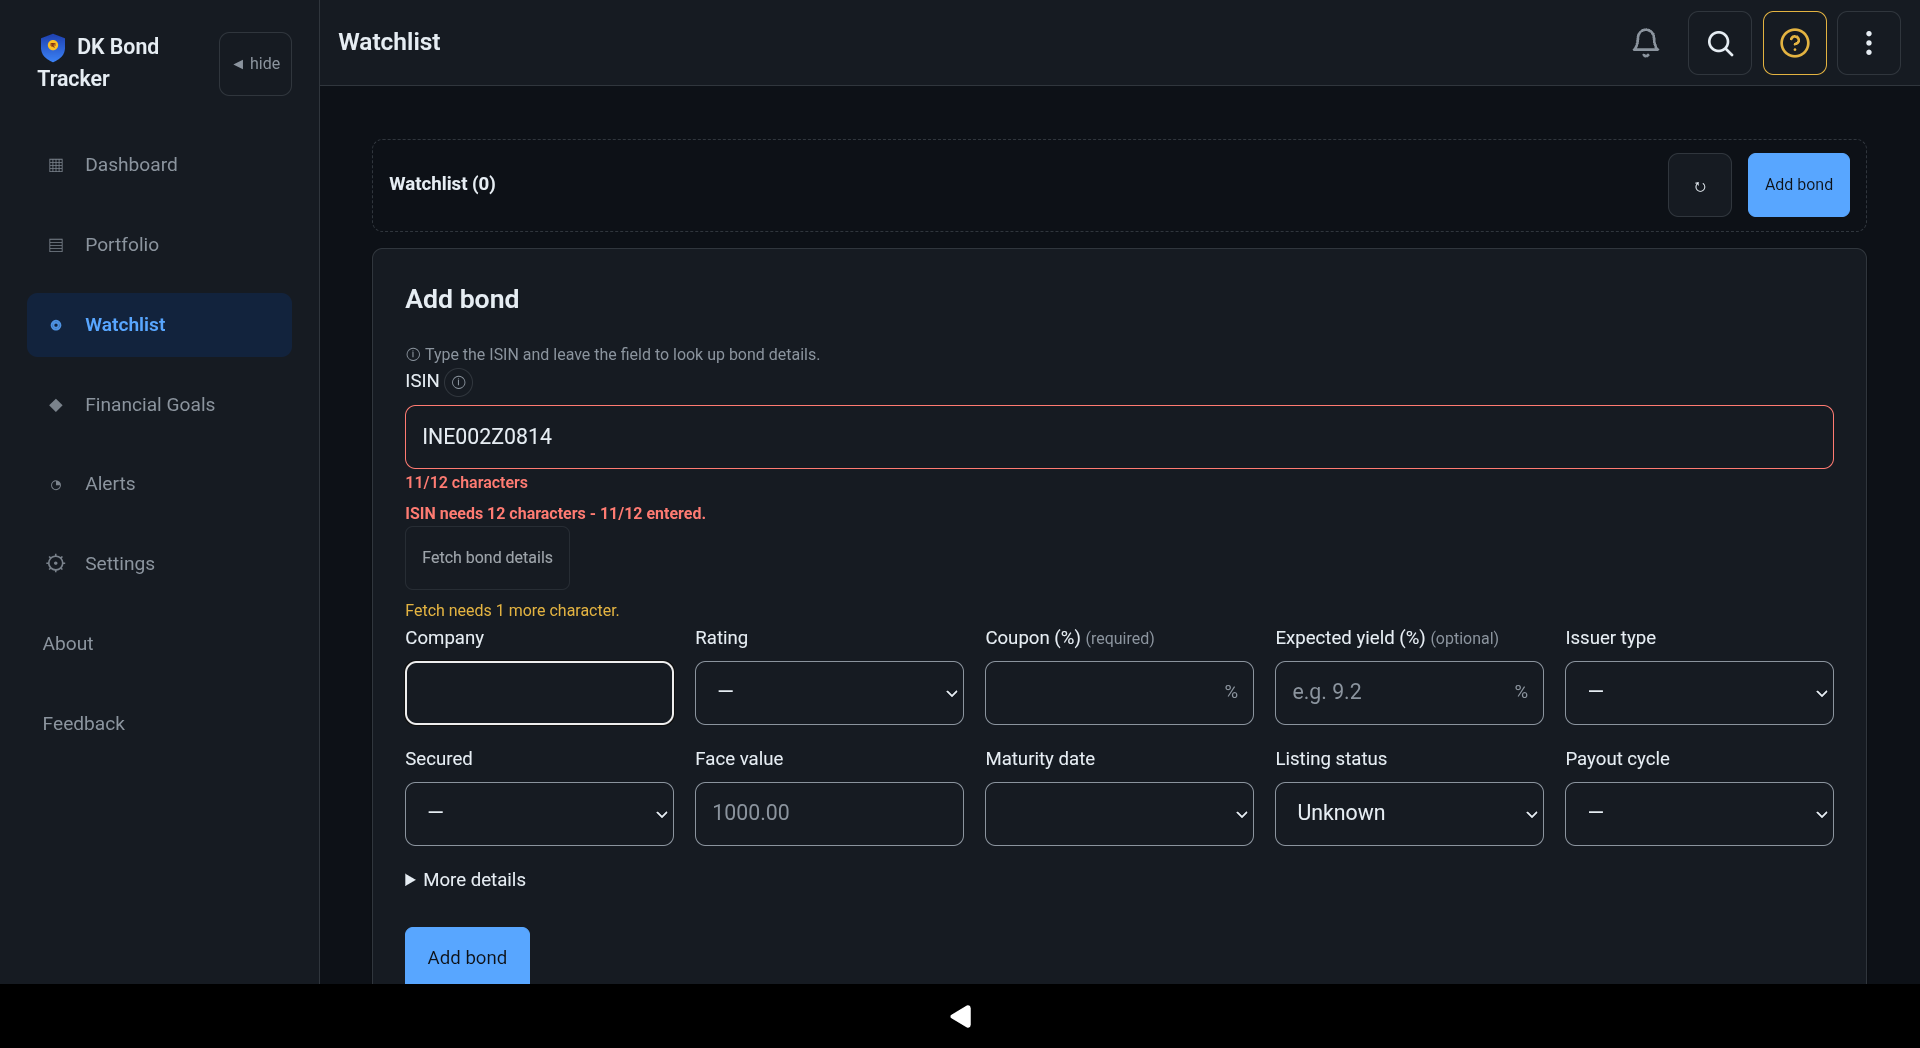 DK Bond
Tracker
◄ hide
Dashboard
Portfolio
Watchlist
Financial Goals
Alerts
Settings
About
Feedback
Watchlist
Watchlist (0)
↻
Add bond
Add bond
ⓘ Type the ISIN and leave the field to look up bond details.
ISIN ⓘ
INE002Z0814
11/12 characters
ISIN needs 12 characters - 11/12 entered.
Fetch bond details
Fetch needs 1 more character.
Company Rating Coupon (%) (required) Expected yield (%) (optional) Issuer type
— % e.g. 9.2 % —
Secured Face value Maturity date Listing status Payout cycle
— 1000.00 Unknown —
▶ More details
Add bond